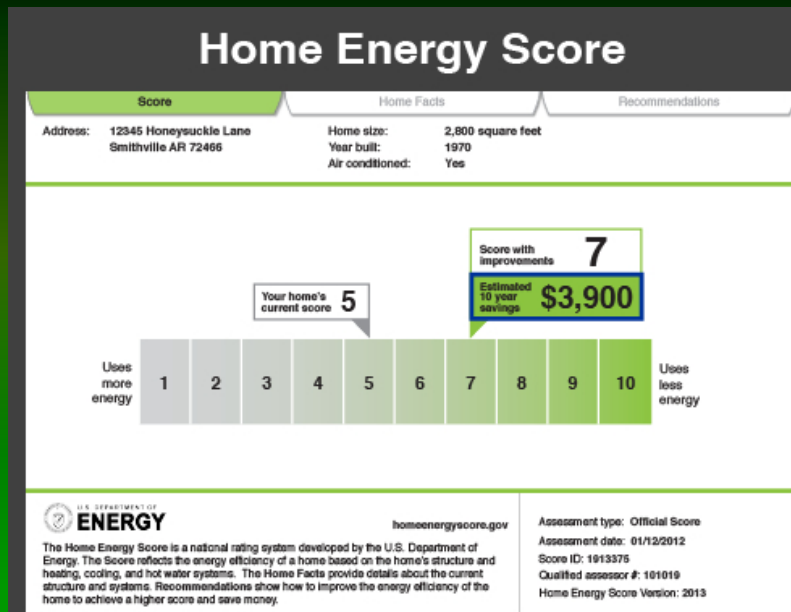 Home Energy Score
Score
Home Facts
Recommendations
Address: 12345 Honeysuckle Lane
Smithville AR 72466
Home size: 2,800 square feet
Year built: 1970
Air conditioned: Yes
Score with
improvements 7
Estimated
10 year
savings $3,900
Your home's
current score 5
Uses
more
energy
1 2 3 4 5 6 7 8 9 10
Uses
less
energy
U.S. DEPARTMENT OF
ENERGY
homeenergyscore.gov
The Home Energy Score is a national rating system developed by the U.S. Department of
Energy. The Score reflects the energy efficiency of a home based on the home's structure and
heating, cooling, and hot water systems. The Home Facts provide details about the current
structure and systems. Recommendations show how to improve the energy efficiency of the
home to achieve a higher score and save money.
Assessment type: Official Score
Assessment date: 01/12/2012
Score ID: 1913375
Qualified assessor #: 101019
Home Energy Score Version: 2013